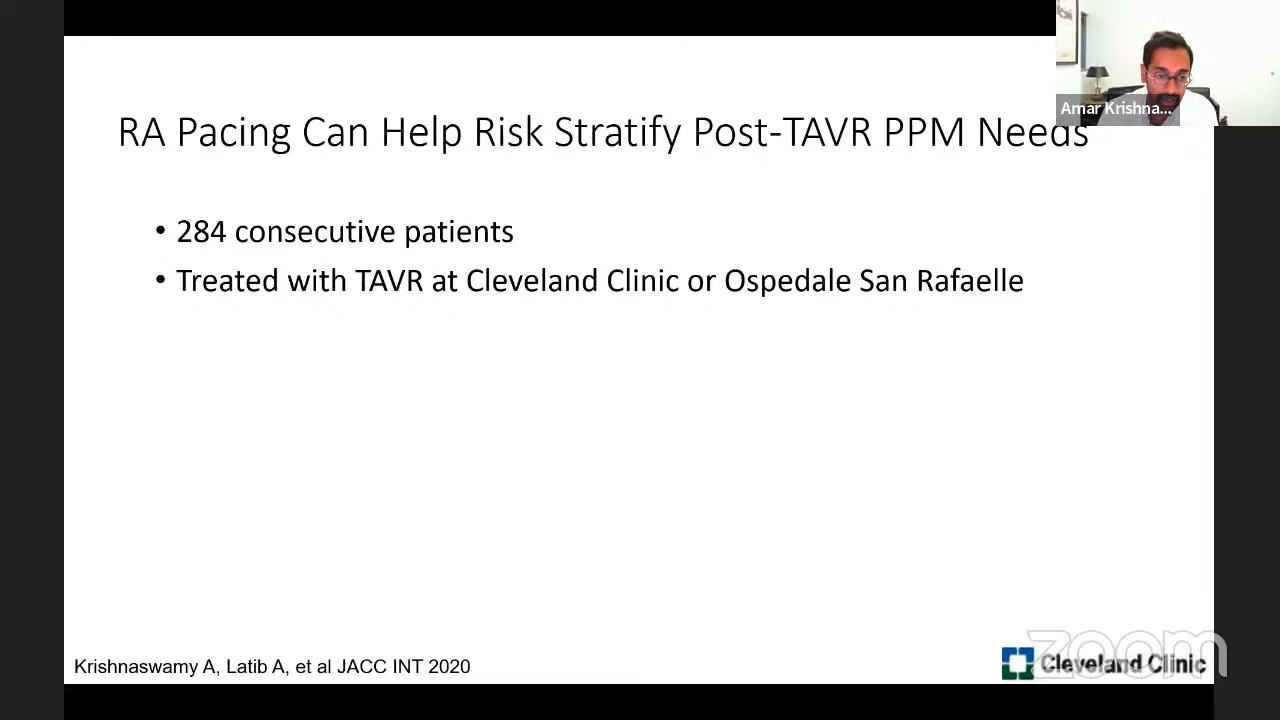 Amar Krishna...
RA Pacing Can Help Risk Stratify Post-TAVR PPM Needs
• 284 consecutive patients
• Treated with TAVR at Cleveland Clinic or Ospedale San Rafaelle
Krishnaswamy A, Latib A, et al JACC INT 2020
Cleveland Clinic
zoom